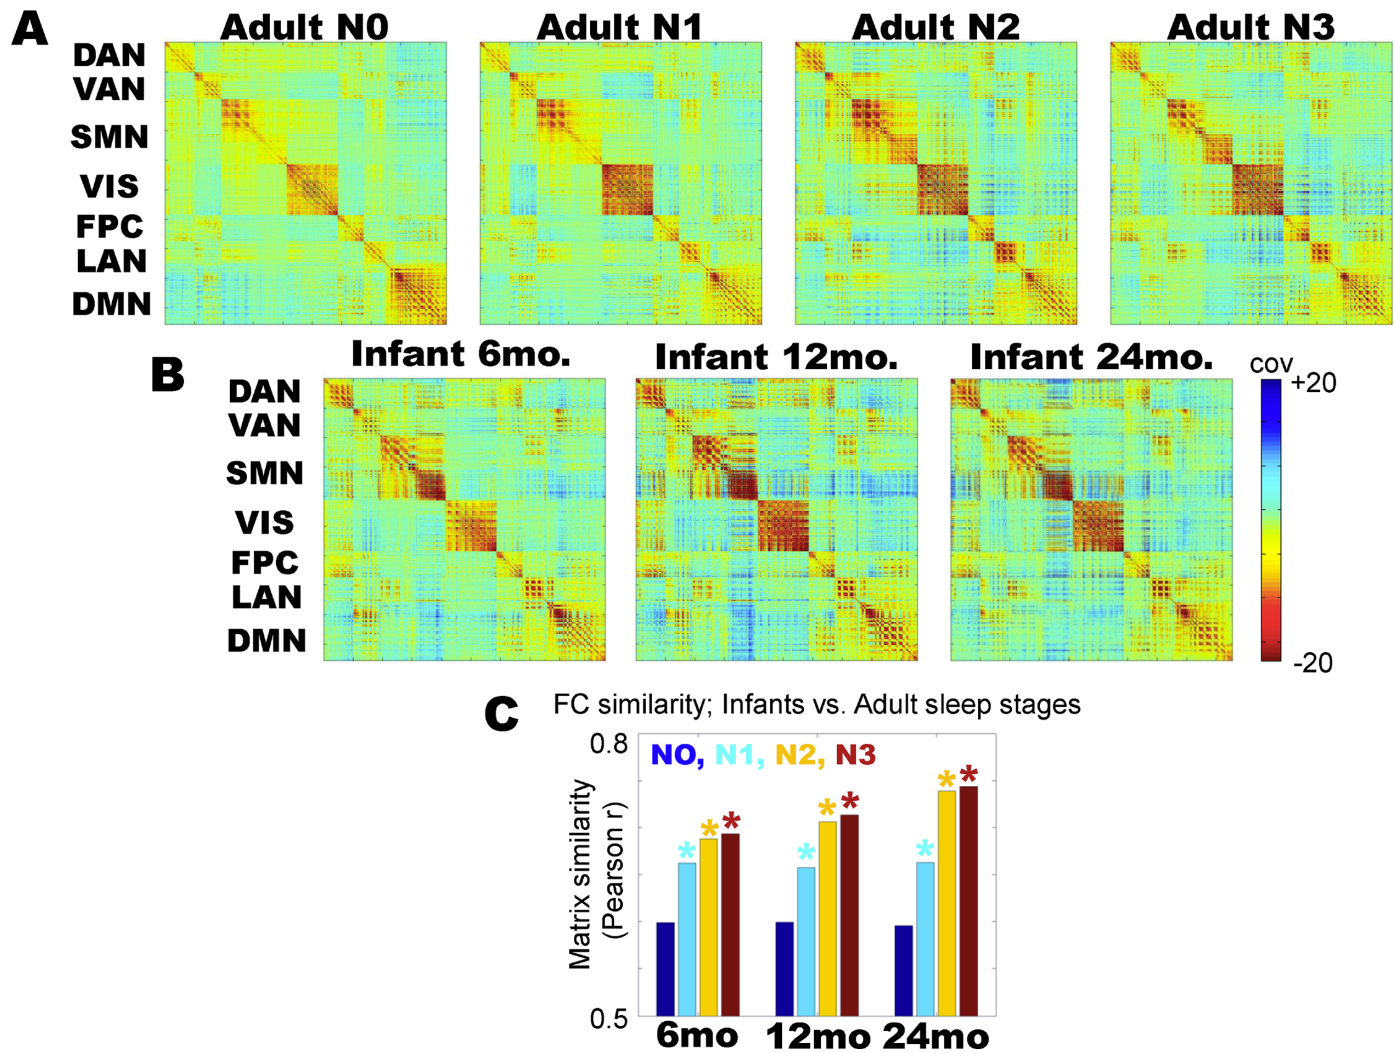 A
Adult N0
Adult N1
Adult N2
Adult N3
DAN
VAN
SMN
VIS
FPC
LAN
DMN
B
Infant 6mo.
Infant 12mo.
Infant 24mo.
DAN
VAN
SMN
VIS
FPC
LAN
DMN
cov
+20
-20
C
FC similarity; Infants vs. Adult sleep stages
Matrix similarity
(Pearson r)
0.8
0.5
NO, N1, N2, N3
* * *
* * *
* * *
6mo
12mo
24mo